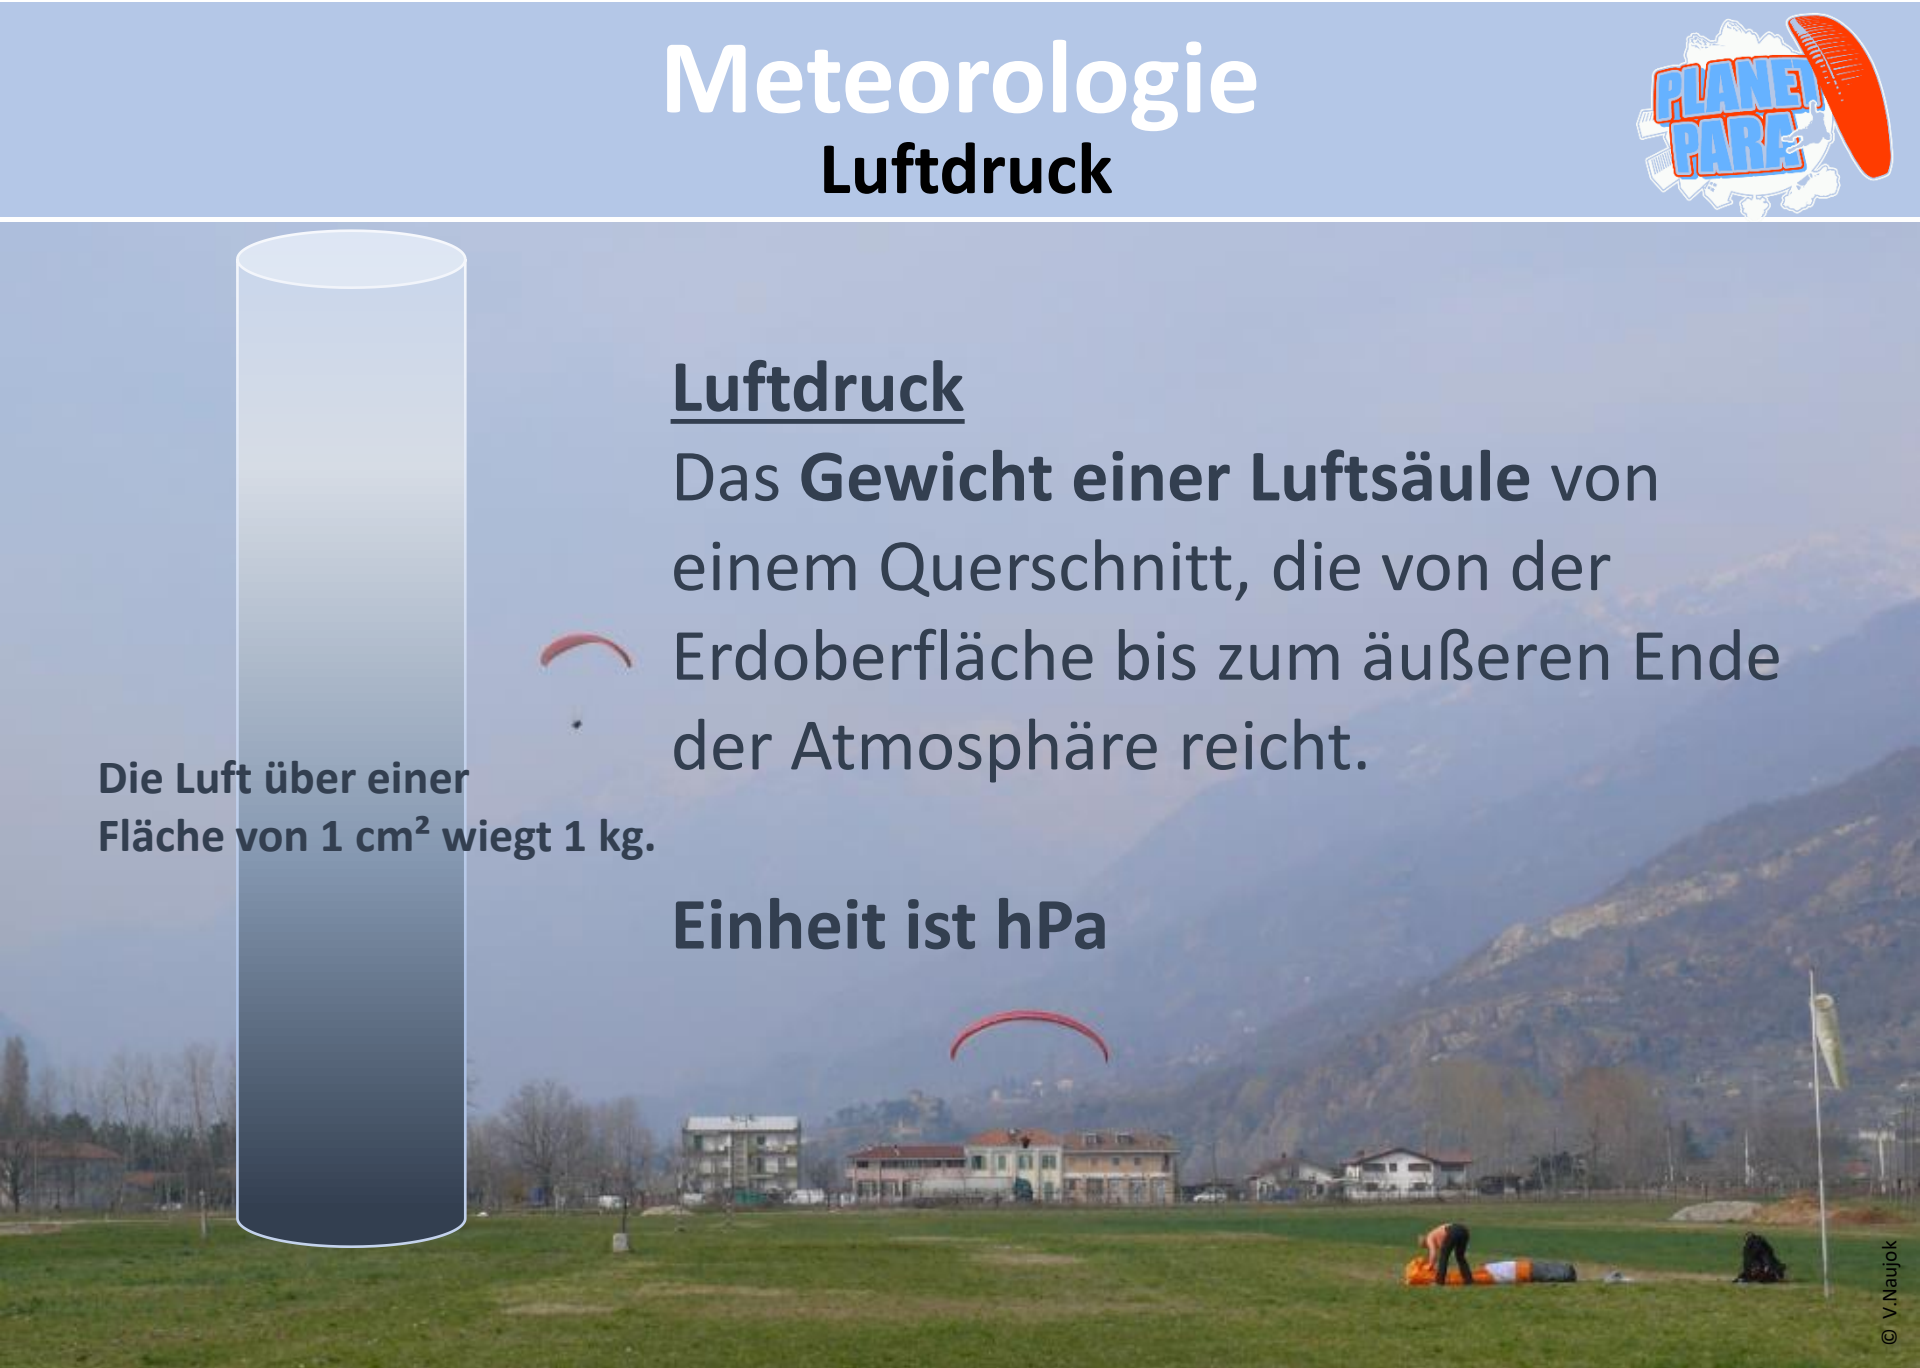 Meteorologie
Luftdruck
PLANET
PARA
Luftdruck
Das Gewicht einer Luftsäule von
einem Querschnitt, die von der
Erdoberfläche bis zum äußeren Ende
der Atmosphäre reicht.
Die Luft über einer
Fläche von 1 cm² wiegt 1 kg.
Einheit ist hPa
© V.Naujok